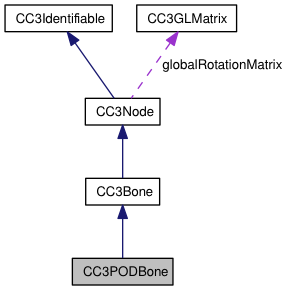 CC3Identifiable
CC3GLMatrix
globalRotationMatrix
CC3Node
CC3Bone
CC3PODBone